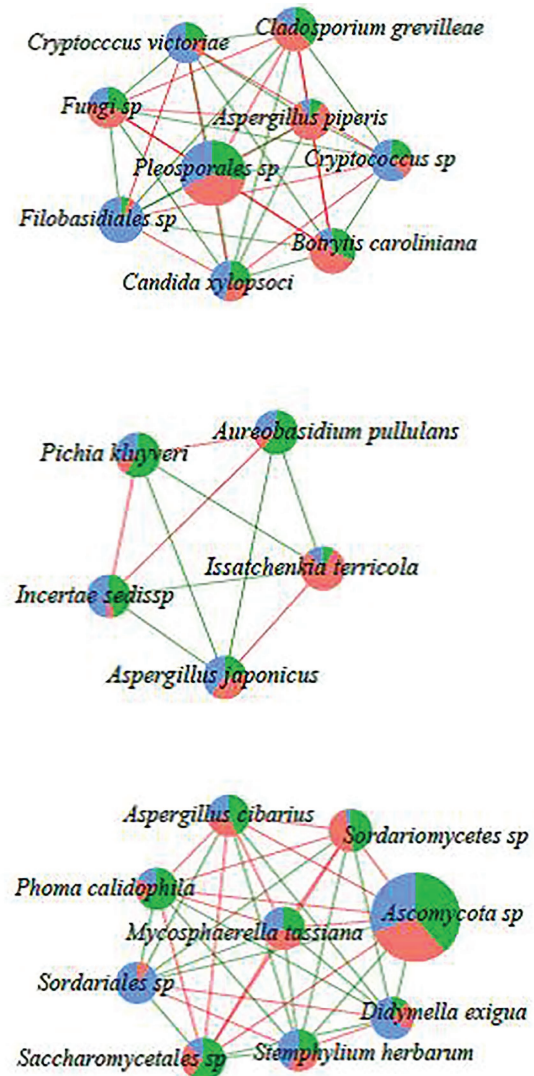 Cladosporium grevilleae
Cryptocccus victoriae
Fungi sp
Aspergillus piperis
Cryptococcus sp
Pleosporales sp
Filobasidiales sp
Botrytis caroliniana
Candida xylopsoci
Aureobasidium pullulans
Pichia kluyveri
Issatchenkia terricola
Incertae sedissp
Aspergillus japonicus
Aspergillus cibarius
Sordariomycetes sp
Phoma calidophila
Ascomycota sp
Mycosphaerella tassiana
Sordariales sp
Didymella exigua
Stemphylium herbarum
Saccharomycetales sp